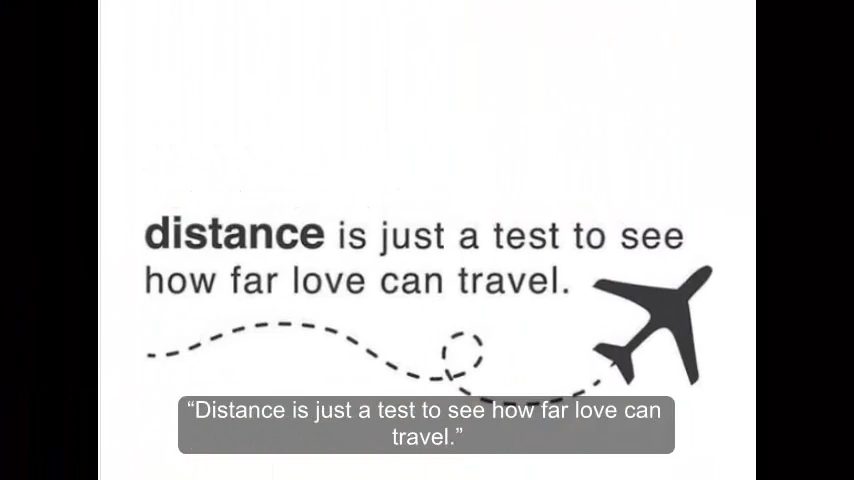 distance is just a test to see
how far love can travel.
“Distance is just a test to see how far love can
travel.”